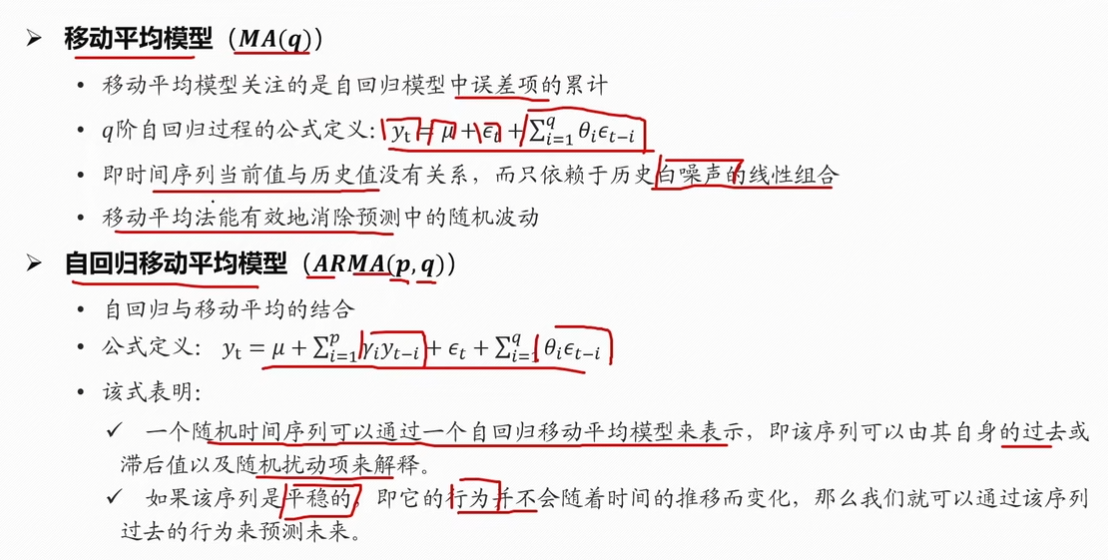 ➤ 移动平均模型（MA(q)）
• 移动平均模型关注的是自回归模型中误差项的累计
• q阶自回归过程的公式定义: y_t = μ + ϵ_t + ∑_{i=1}^{q} θ_i ϵ_{t−i}
• 即时间序列当前值与历史值没有关系，而只依赖于历史白噪声的线性组合
• 移动平均法能有效地消除预测中的随机波动
➤ 自回归移动平均模型（ARMA(p, q)）
• 自回归与移动平均的结合
• 公式定义: y_t = μ + ∑_{i=1}^{p} γ_i y_{t−i} + ϵ_t + ∑_{i=1}^{q} θ_i ϵ_{t−i}
• 该式表明:
✓ 一个随机时间序列可以通过一个自回归移动平均模型来表示，即该序列可以由其自身的过去或
滞后值以及随机扰动项来解释。
✓ 如果该序列是平稳的，即它的行为并不会随着时间的推移而变化，那么我们就可以通过该序列
过去的行为来预测未来。